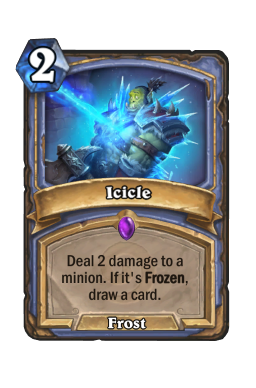 2
Icicle
Deal 2 damage to a
minion. If it's Frozen,
draw a card.
Frost